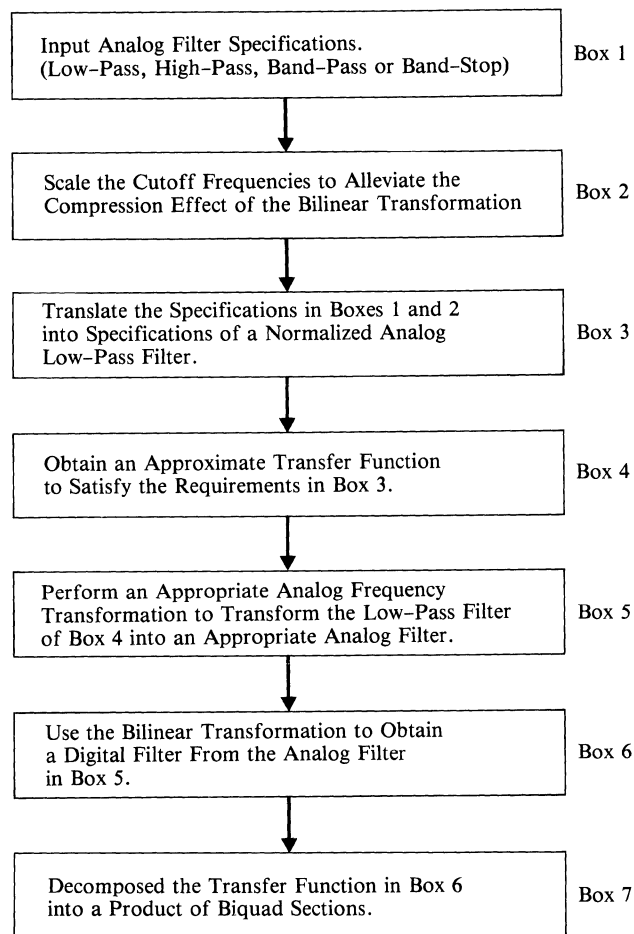 Input Analog Filter Specifications.
(Low-Pass, High-Pass, Band-Pass or Band-Stop)
Box 1
Scale the Cutoff Frequencies to Alleviate the
Compression Effect of the Bilinear Transformation
Box 2
Translate the Specifications in Boxes 1 and 2
into Specifications of a Normalized Analog
Low-Pass Filter.
Box 3
Obtain an Approximate Transfer Function
to Satisfy the Requirements in Box 3.
Box 4
Perform an Appropriate Analog Frequency
Transformation to Transform the Low-Pass Filter
of Box 4 into an Appropriate Analog Filter.
Box 5
Use the Bilinear Transformation to Obtain
a Digital Filter From the Analog Filter
in Box 5.
Box 6
Decomposed the Transfer Function in Box 6
into a Product of Biquad Sections.
Box 7